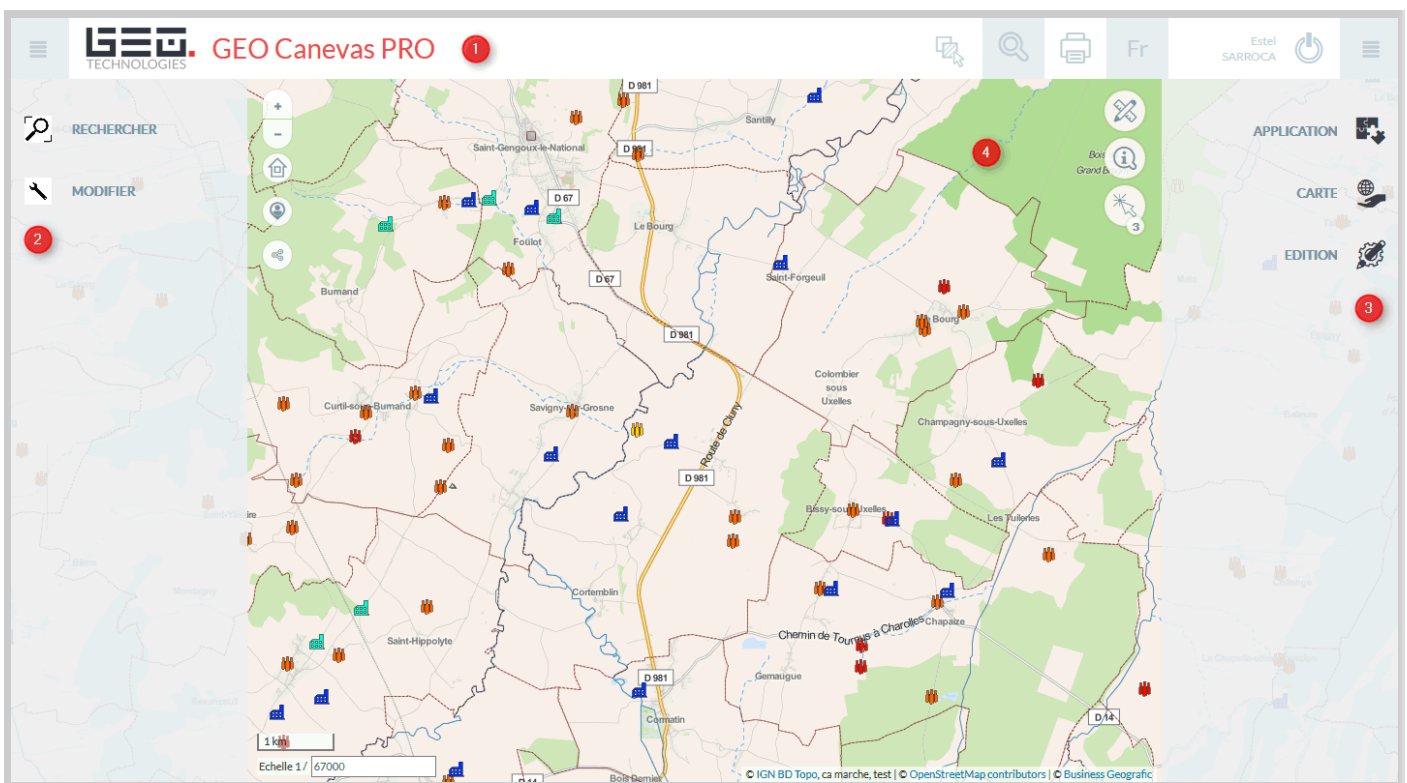 GEO.
TECHNOLOGIES
GEO Canevas PRO
1
Fr
Estel
SARROCA
RECHERCHER
MODIFIER
2
APPLICATION
CARTE
EDITION
3
+
−
4
3
D 981
Santilly
Saint-Gengoux-le-National
D 981
D 67
Le Bourg
Foulot
D 67
Saint-Forgeuil
Burnand
Bourg
D 981
Colombier
sous
Uxelles
Curtil-sous-Burnand
Savigny-sur-Grosne
Champagny-sous-Uxelles
Route de Cluny
D 981
Bissy-sous-Uxelles
Les Tuileries
Cortemblin
Chapaize
Saint-Hippolyte
Chemin de Tournus à Charolles
D 981
Gemaugue
Cormatin
D 14
1 km
Echelle 1 / 67000
D 14
© IGN BD Topo, ca marche, test | © OpenStreetMap contributors | © Business Geografic